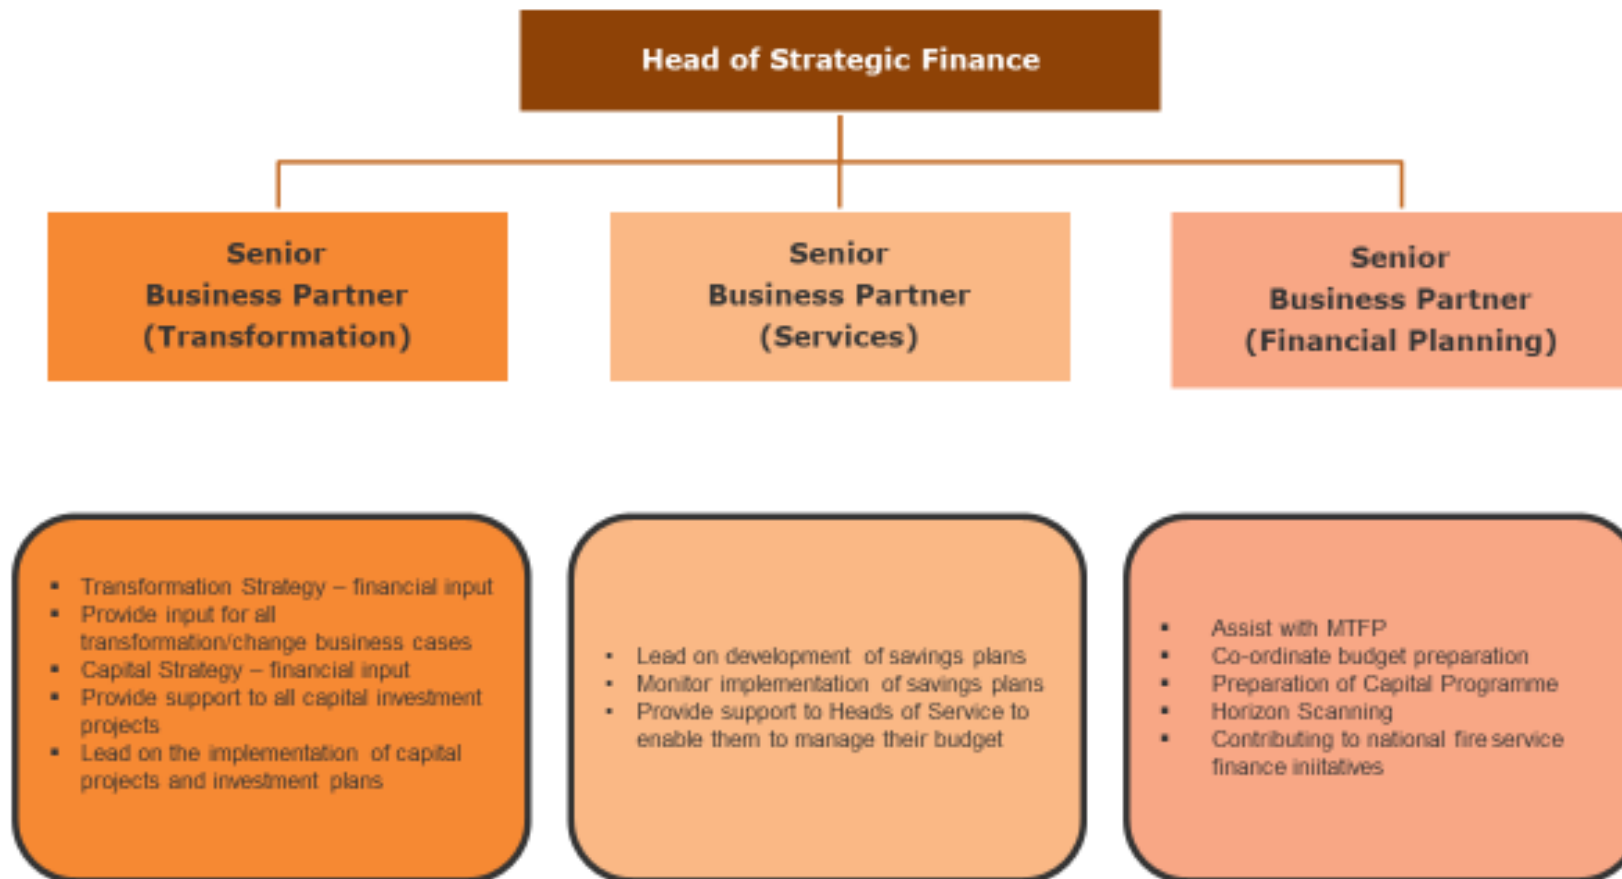 Head of Strategic Finance
Senior
Business Partner
(Transformation)
Senior
Business Partner
(Services)
Senior
Business Partner
(Financial Planning)
▪ Transformation Strategy – financial input
▪ Provide input for all
transformation/change business cases
▪ Capital Strategy – financial input
▪ Provide support to all capital investment
projects
▪ Lead on the implementation of capital
projects and investment plans
▪ Lead on development of savings plans
▪ Monitor implementation of savings plans
▪ Provide support to Heads of Service to
enable them to manage their budget
▪ Assist with MTFP
▪ Co-ordinate budget preparation
▪ Preparation of Capital Programme
▪ Horizon Scanning
▪ Contributing to national fire service
finance iniitatives